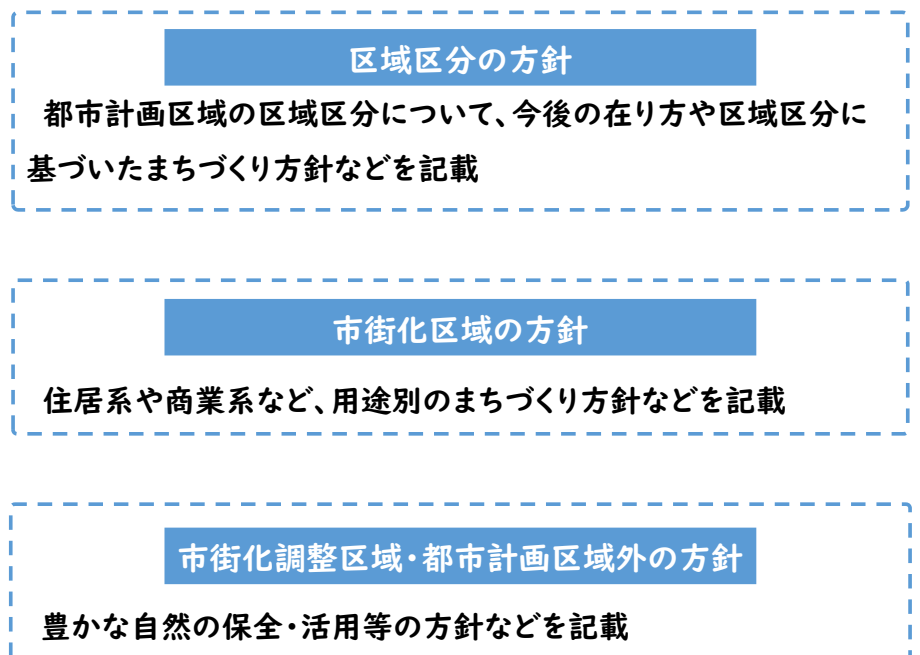 区域区分の方針
都市計画区域の区域区分について、今後の在り方や区域区分に
基づいたまちづくり方針などを記載
市街化区域の方針
住居系や商業系など、用途別のまちづくり方針などを記載
市街化調整区域・都市計画区域外の方針
豊かな自然の保全・活用等の方針などを記載